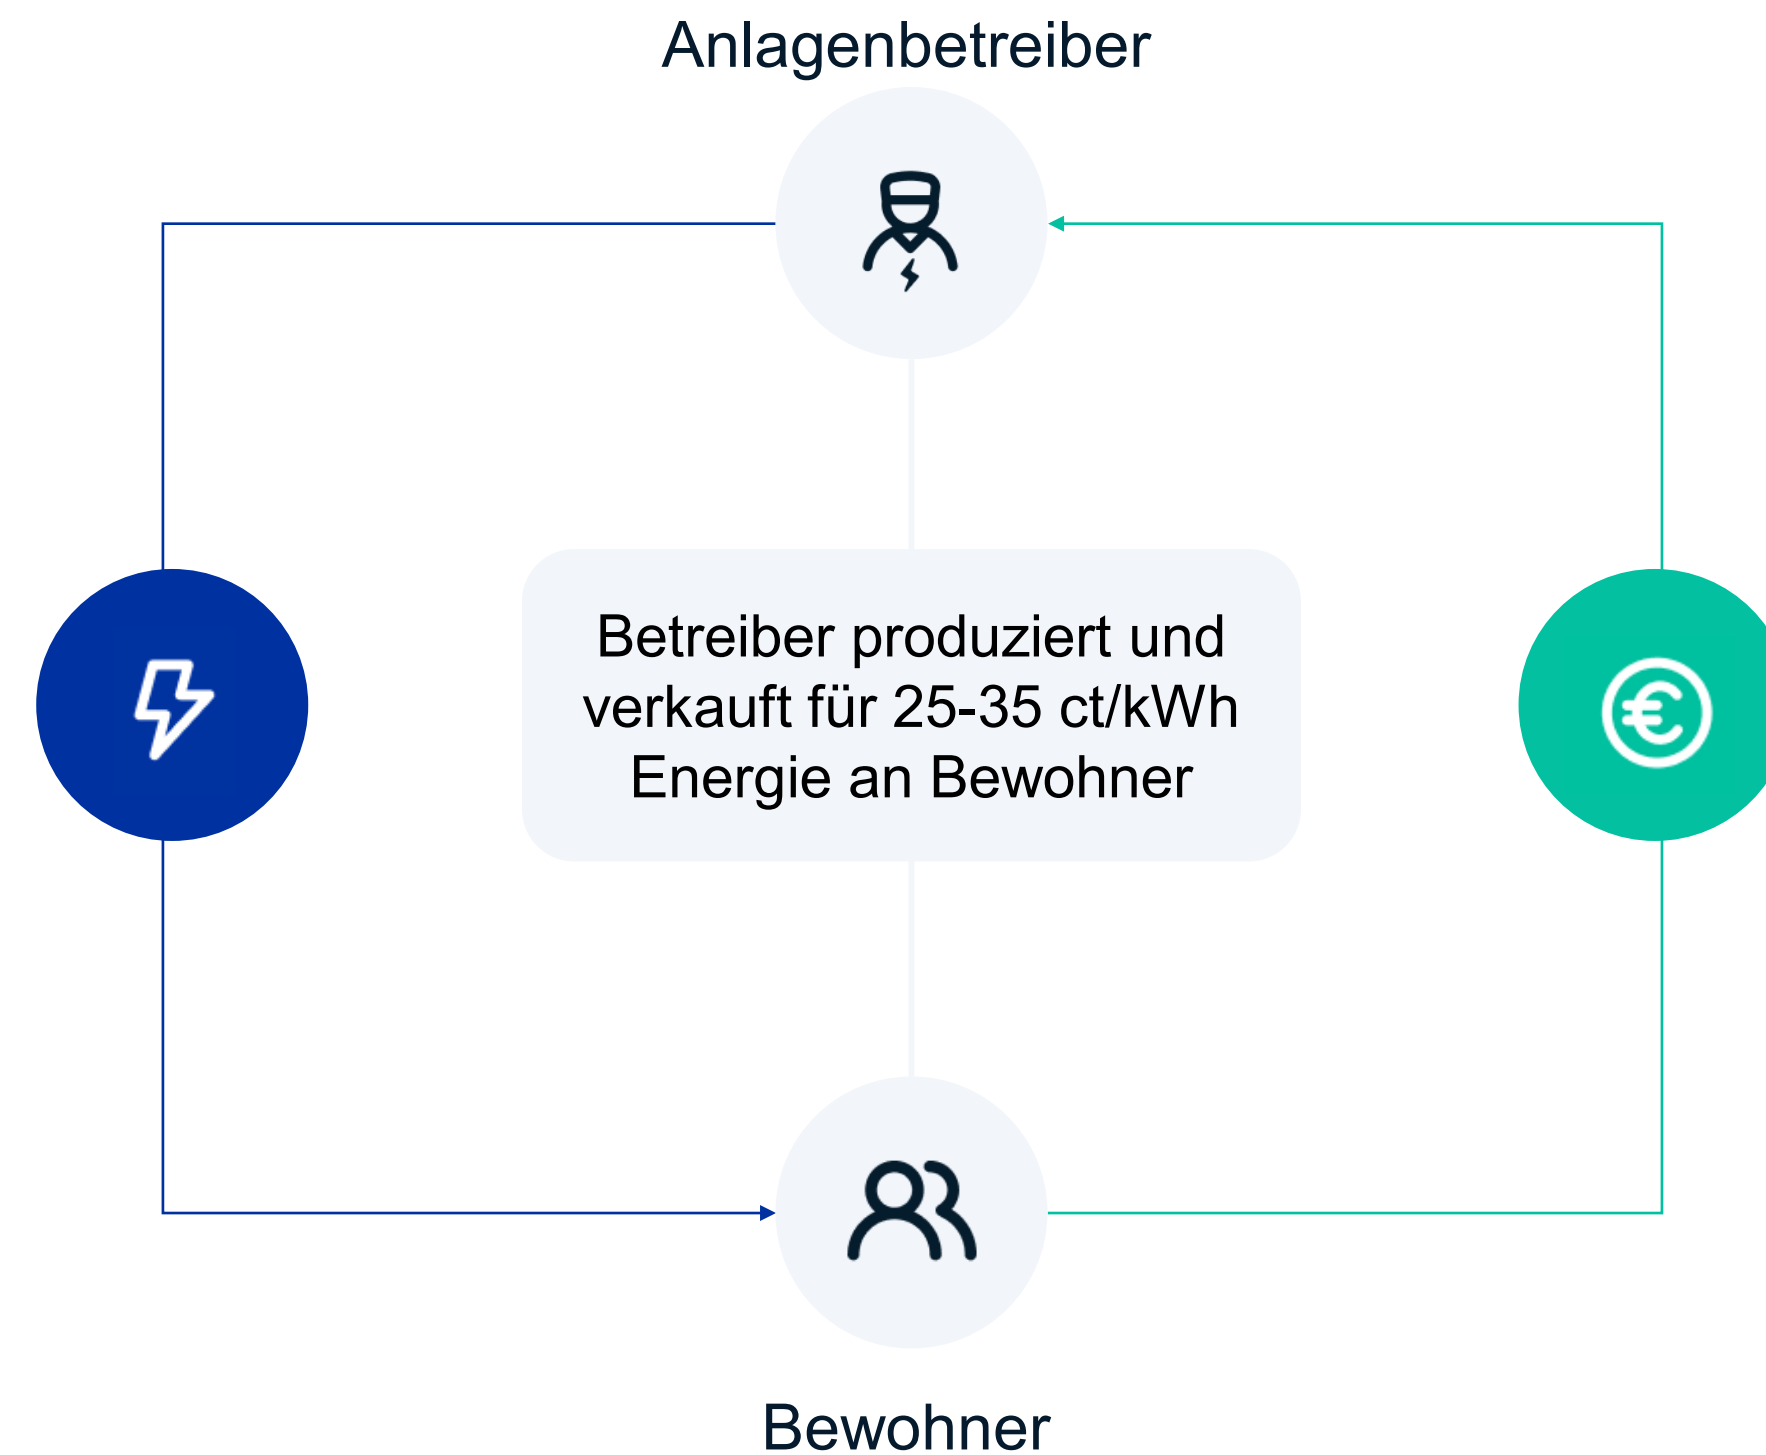 Anlagenbetreiber
Betreiber produziert und
verkauft für 25-35 ct/kWh
Energie an Bewohner
Bewohner